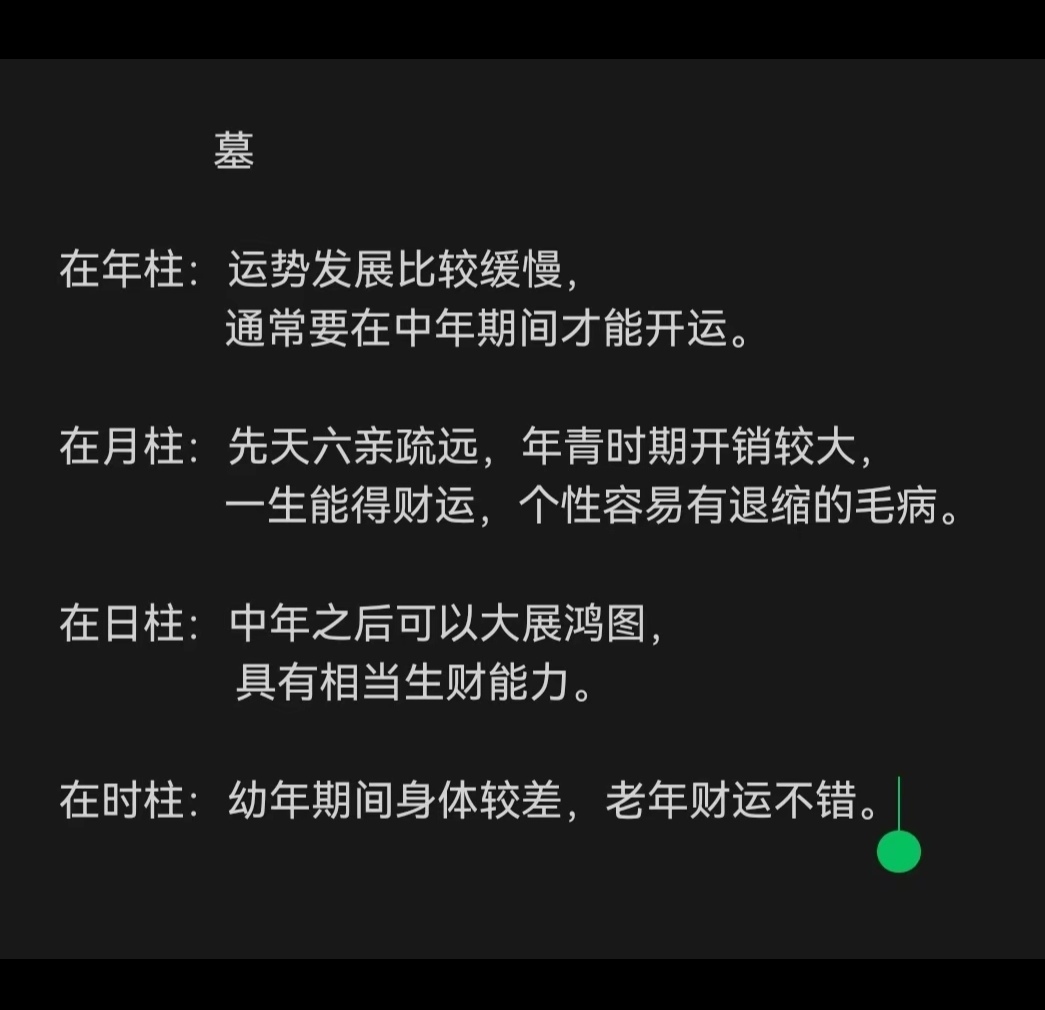 墓
在年柱：运势发展比较缓慢，
通常要在中年期间才能开运。
在月柱：先天六亲疏远，年青时期开销较大，
一生能得财运，个性容易有退缩的毛病。
在日柱：中年之后可以大展鸿图，
具有相当生财能力。
在时柱：幼年期间身体较差，老年财运不错。